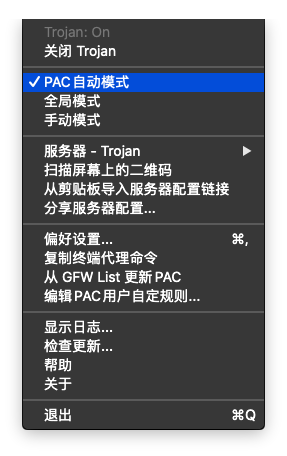 Trojan: On
关闭 Trojan
✓ PAC自动模式
全局模式
手动模式
服务器 - Trojan ▶
扫描屏幕上的二维码
从剪贴板导入服务器配置链接
分享服务器配置...
偏好设置... ⌘,
复制终端代理命令
从 GFW List 更新 PAC
编辑PAC用户自定规则...
显示日志...
检查更新...
帮助
关于
退出 ⌘Q